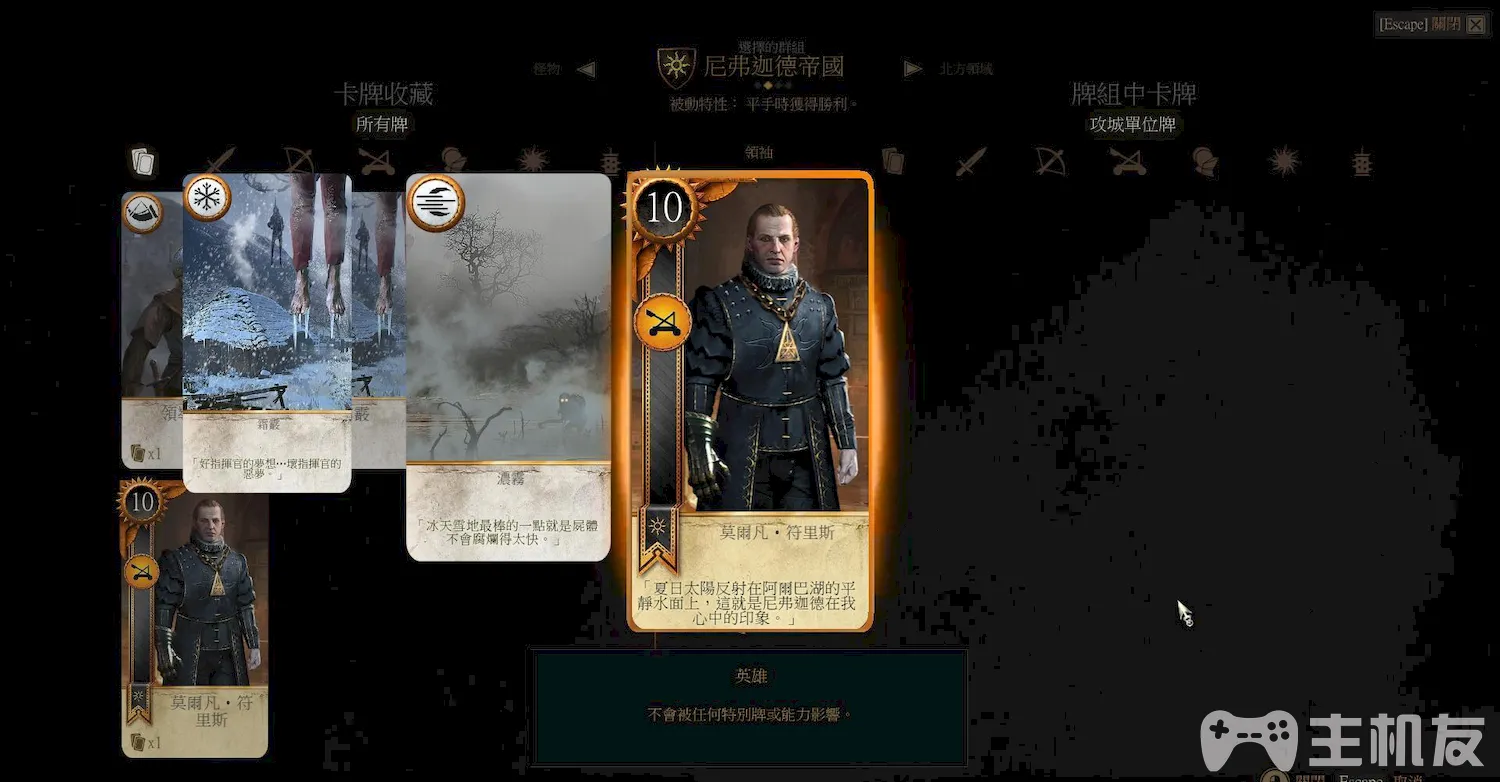 [Escape] 關閉
選擇的群組
怪物
尼弗迦德帝國
北方領域
被動特性： 平手時獲得勝利。
卡牌收藏
所有牌
牌組中卡牌
攻城單位牌
領袖
霜霰
「好指揮官的夢想…壞指揮官的
惡夢。」
x1
濃霧
「冰天雪地最棒的一點就是屍體
不會腐爛得太快。」
10
莫爾凡·符里斯
「夏日太陽反射在阿爾巴湖的平
靜水面上，這就是尼弗迦德在我
心中的印象。」
10
莫爾凡·符
里斯
x1
英雄
不會被任何特別牌或能力影響。
主机友